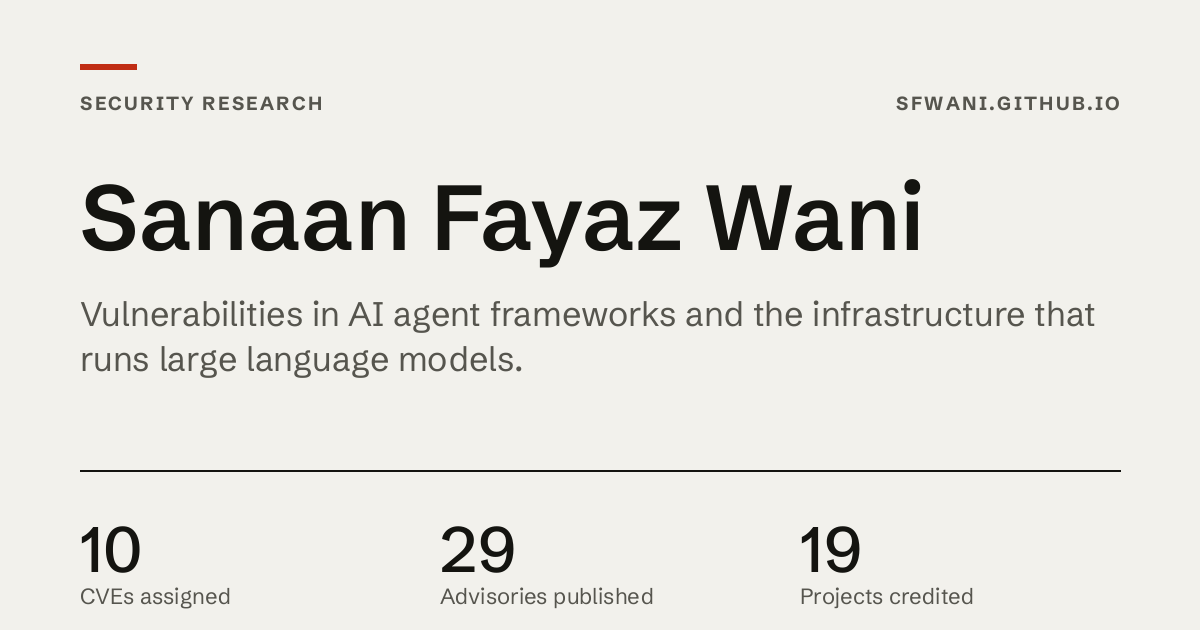 SECURITY RESEARCH
SFWANI.GITHUB.IO
Sanaan Fayaz Wani
Vulnerabilities in AI agent frameworks and the infrastructure that
runs large language models.
10
CVEs assigned
29
Advisories published
19
Projects credited